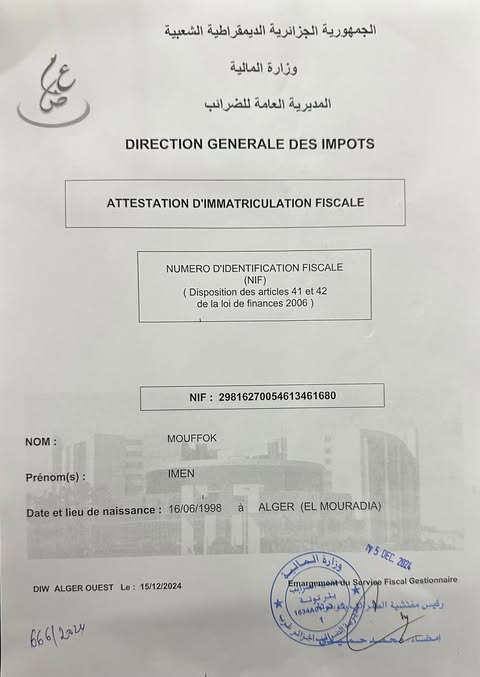 الجمهورية الجزائرية الديمقراطية الشعبية
وزارة المالية
المديرية العامة للضرائب
DIRECTION GENERALE DES IMPOTS
ATTESTATION D'IMMATRICULATION FISCALE
NUMERO D'IDENTIFICATION FISCALE
(NIF)
( Disposition des articles 41 et 42
de la loi de finances 2006 )
NIF : 29816270054613461680
NOM : MOUFFOK
Prénom(s) : IMEN
Date et lieu de naissance : 16/06/1998 à ALGER (EL MOURADIA)
15 DEC. 2024
DIW ALGER OUEST Le : 15/12/2024
Emargement du Service Fiscal Gestionnaire
وزارة المالية
رئيس مفتشية
666/2024
إمضاء محمد